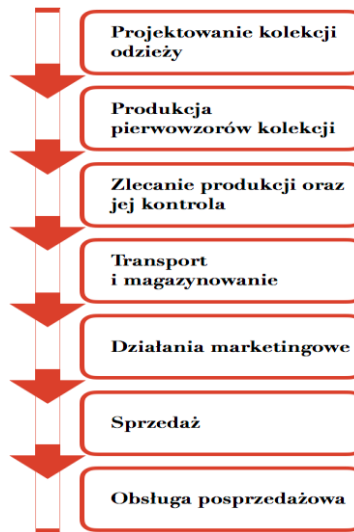 Projektowanie kolekcji
odzieży
Produkcja
pierwowzorów kolekcji
Zlecanie produkcji oraz
jej kontrola
Transport
i magazynowanie
Działania marketingowe
Sprzedaż
Obsługa posprzedażowa